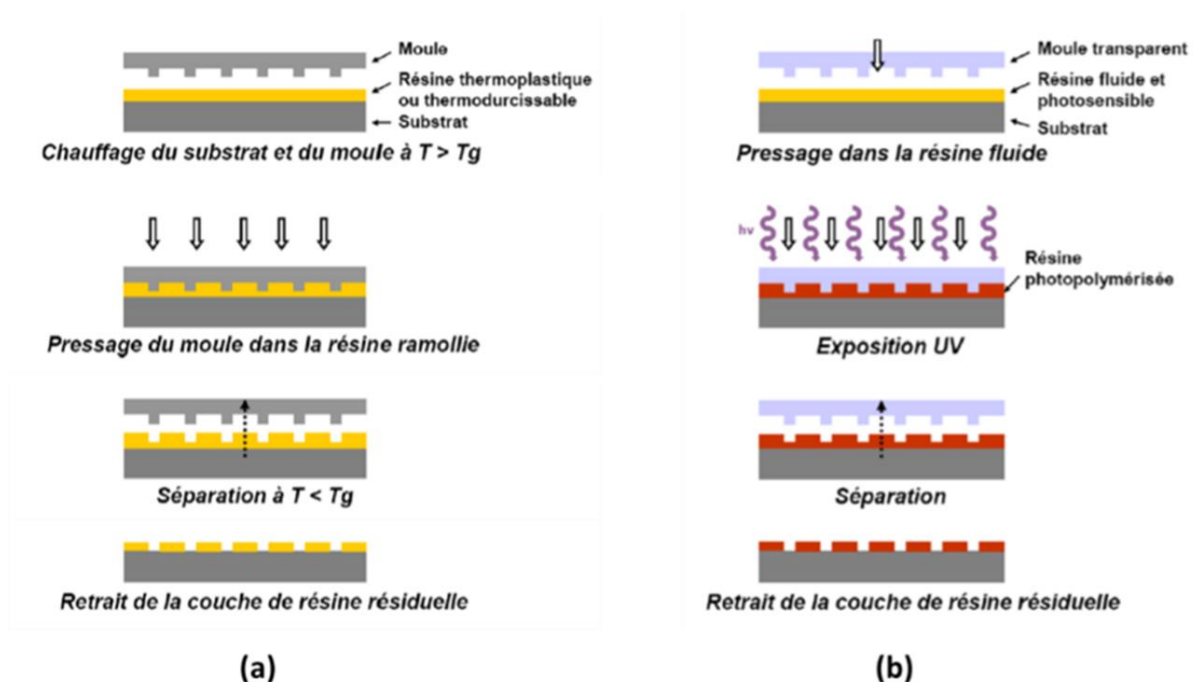 Moule
Résine thermoplastique
ou thermodurcissable
Substrat
Chauffage du substrat et du moule à T > Tg
Pressage du moule dans la résine ramollie
Séparation à T < Tg
Retrait de la couche de résine résiduelle
(a)
Moule transparent
Résine fluide et
photosensible
Substrat
Pressage dans la résine fluide
hν
Résine
photopolymérisée
Exposition UV
Séparation
Retrait de la couche de résine résiduelle
(b)